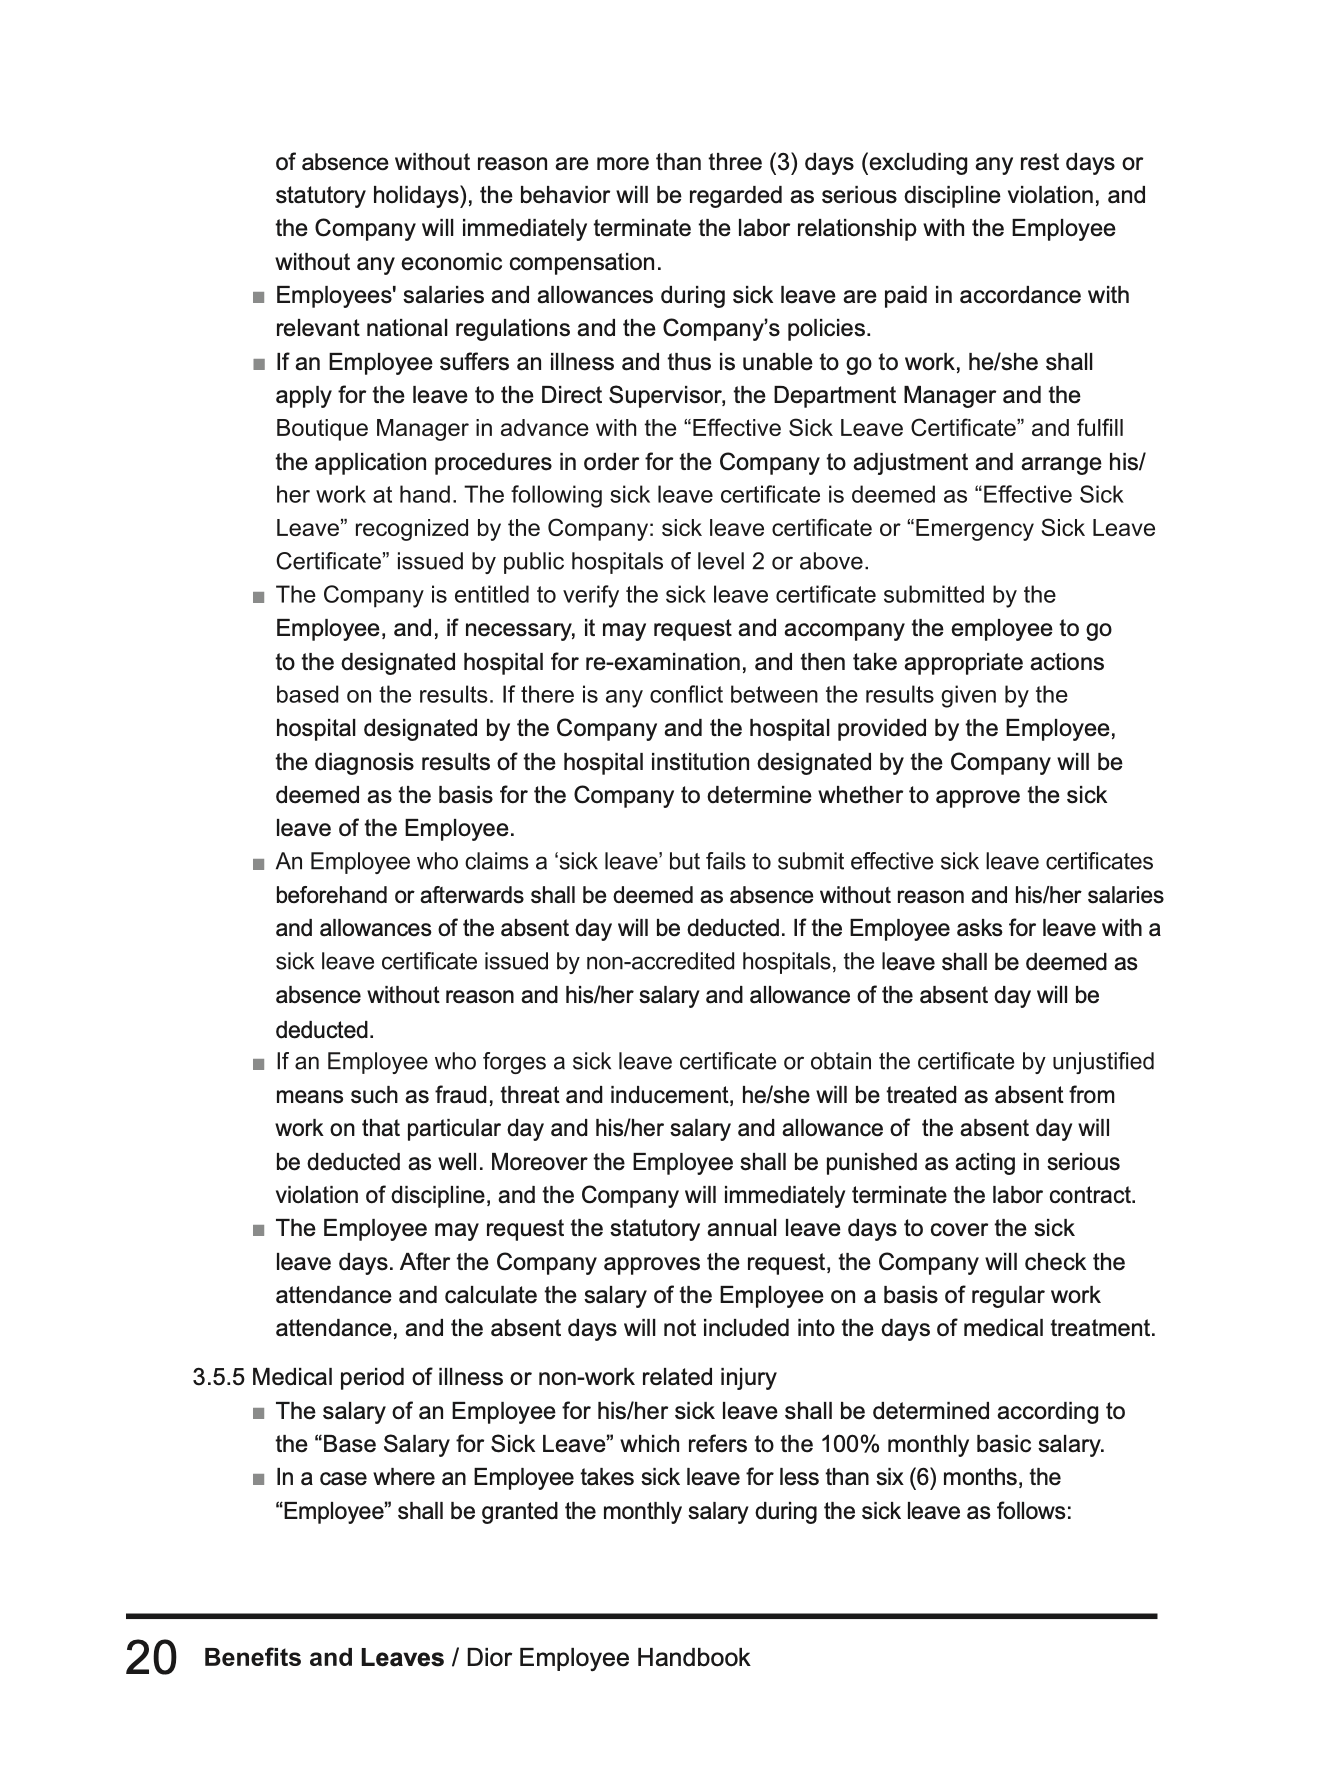 of absence without reason are more than three (3) days (excluding any rest days or
statutory holidays), the behavior will be regarded as serious discipline violation, and
the Company will immediately terminate the labor relationship with the Employee
without any economic compensation.
■ Employees' salaries and allowances during sick leave are paid in accordance with
relevant national regulations and the Company’s policies.
■ If an Employee suffers an illness and thus is unable to go to work, he/she shall
apply for the leave to the Direct Supervisor, the Department Manager and the
Boutique Manager in advance with the “Effective Sick Leave Certificate” and fulfill
the application procedures in order for the Company to adjustment and arrange his/
her work at hand. The following sick leave certificate is deemed as “Effective Sick
Leave” recognized by the Company: sick leave certificate or “Emergency Sick Leave
Certificate” issued by public hospitals of level 2 or above.
■ The Company is entitled to verify the sick leave certificate submitted by the
Employee, and, if necessary, it may request and accompany the employee to go
to the designated hospital for re-examination, and then take appropriate actions
based on the results. If there is any conflict between the results given by the
hospital designated by the Company and the hospital provided by the Employee,
the diagnosis results of the hospital institution designated by the Company will be
deemed as the basis for the Company to determine whether to approve the sick
leave of the Employee.
■ An Employee who claims a ‘sick leave’ but fails to submit effective sick leave certificates
beforehand or afterwards shall be deemed as absence without reason and his/her salaries
and allowances of the absent day will be deducted. If the Employee asks for leave with a
sick leave certificate issued by non-accredited hospitals, the leave shall be deemed as
absence without reason and his/her salary and allowance of the absent day will be
deducted.
■ If an Employee who forges a sick leave certificate or obtain the certificate by unjustified
means such as fraud, threat and inducement, he/she will be treated as absent from
work on that particular day and his/her salary and allowance of  the absent day will
be deducted as well. Moreover the Employee shall be punished as acting in serious
violation of discipline, and the Company will immediately terminate the labor contract.
■ The Employee may request the statutory annual leave days to cover the sick
leave days. After the Company approves the request, the Company will check the
attendance and calculate the salary of the Employee on a basis of regular work
attendance, and the absent days will not included into the days of medical treatment.
3.5.5 Medical period of illness or non-work related injury
■ The salary of an Employee for his/her sick leave shall be determined according to
the “Base Salary for Sick Leave” which refers to the 100% monthly basic salary.
■ In a case where an Employee takes sick leave for less than six (6) months, the
“Employee” shall be granted the monthly salary during the sick leave as follows:
20 Benefits and Leaves / Dior Employee Handbook